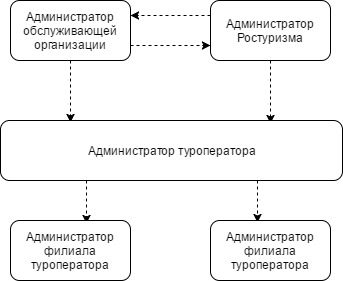 Администратор
обслуживающей
организации
Администратор
Ростуризма
Администратор туроператора
Администратор
филиала
туроператора
Администратор
филиала
туроператора